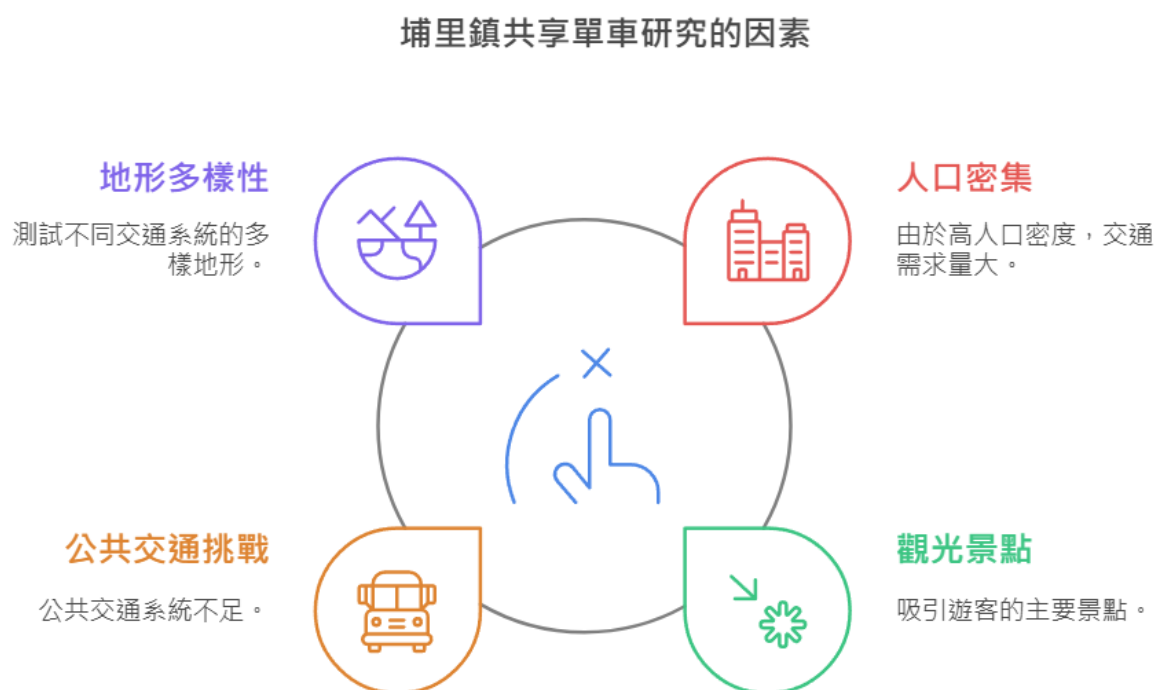 埔里鎮共享單車研究的因素
地形多樣性
測試不同交通系統的多
樣地形。
人口密集
由於高人口密度，交通
需求量大。
公共交通挑戰
公共交通系統不足。
觀光景點
吸引遊客的主要景點。